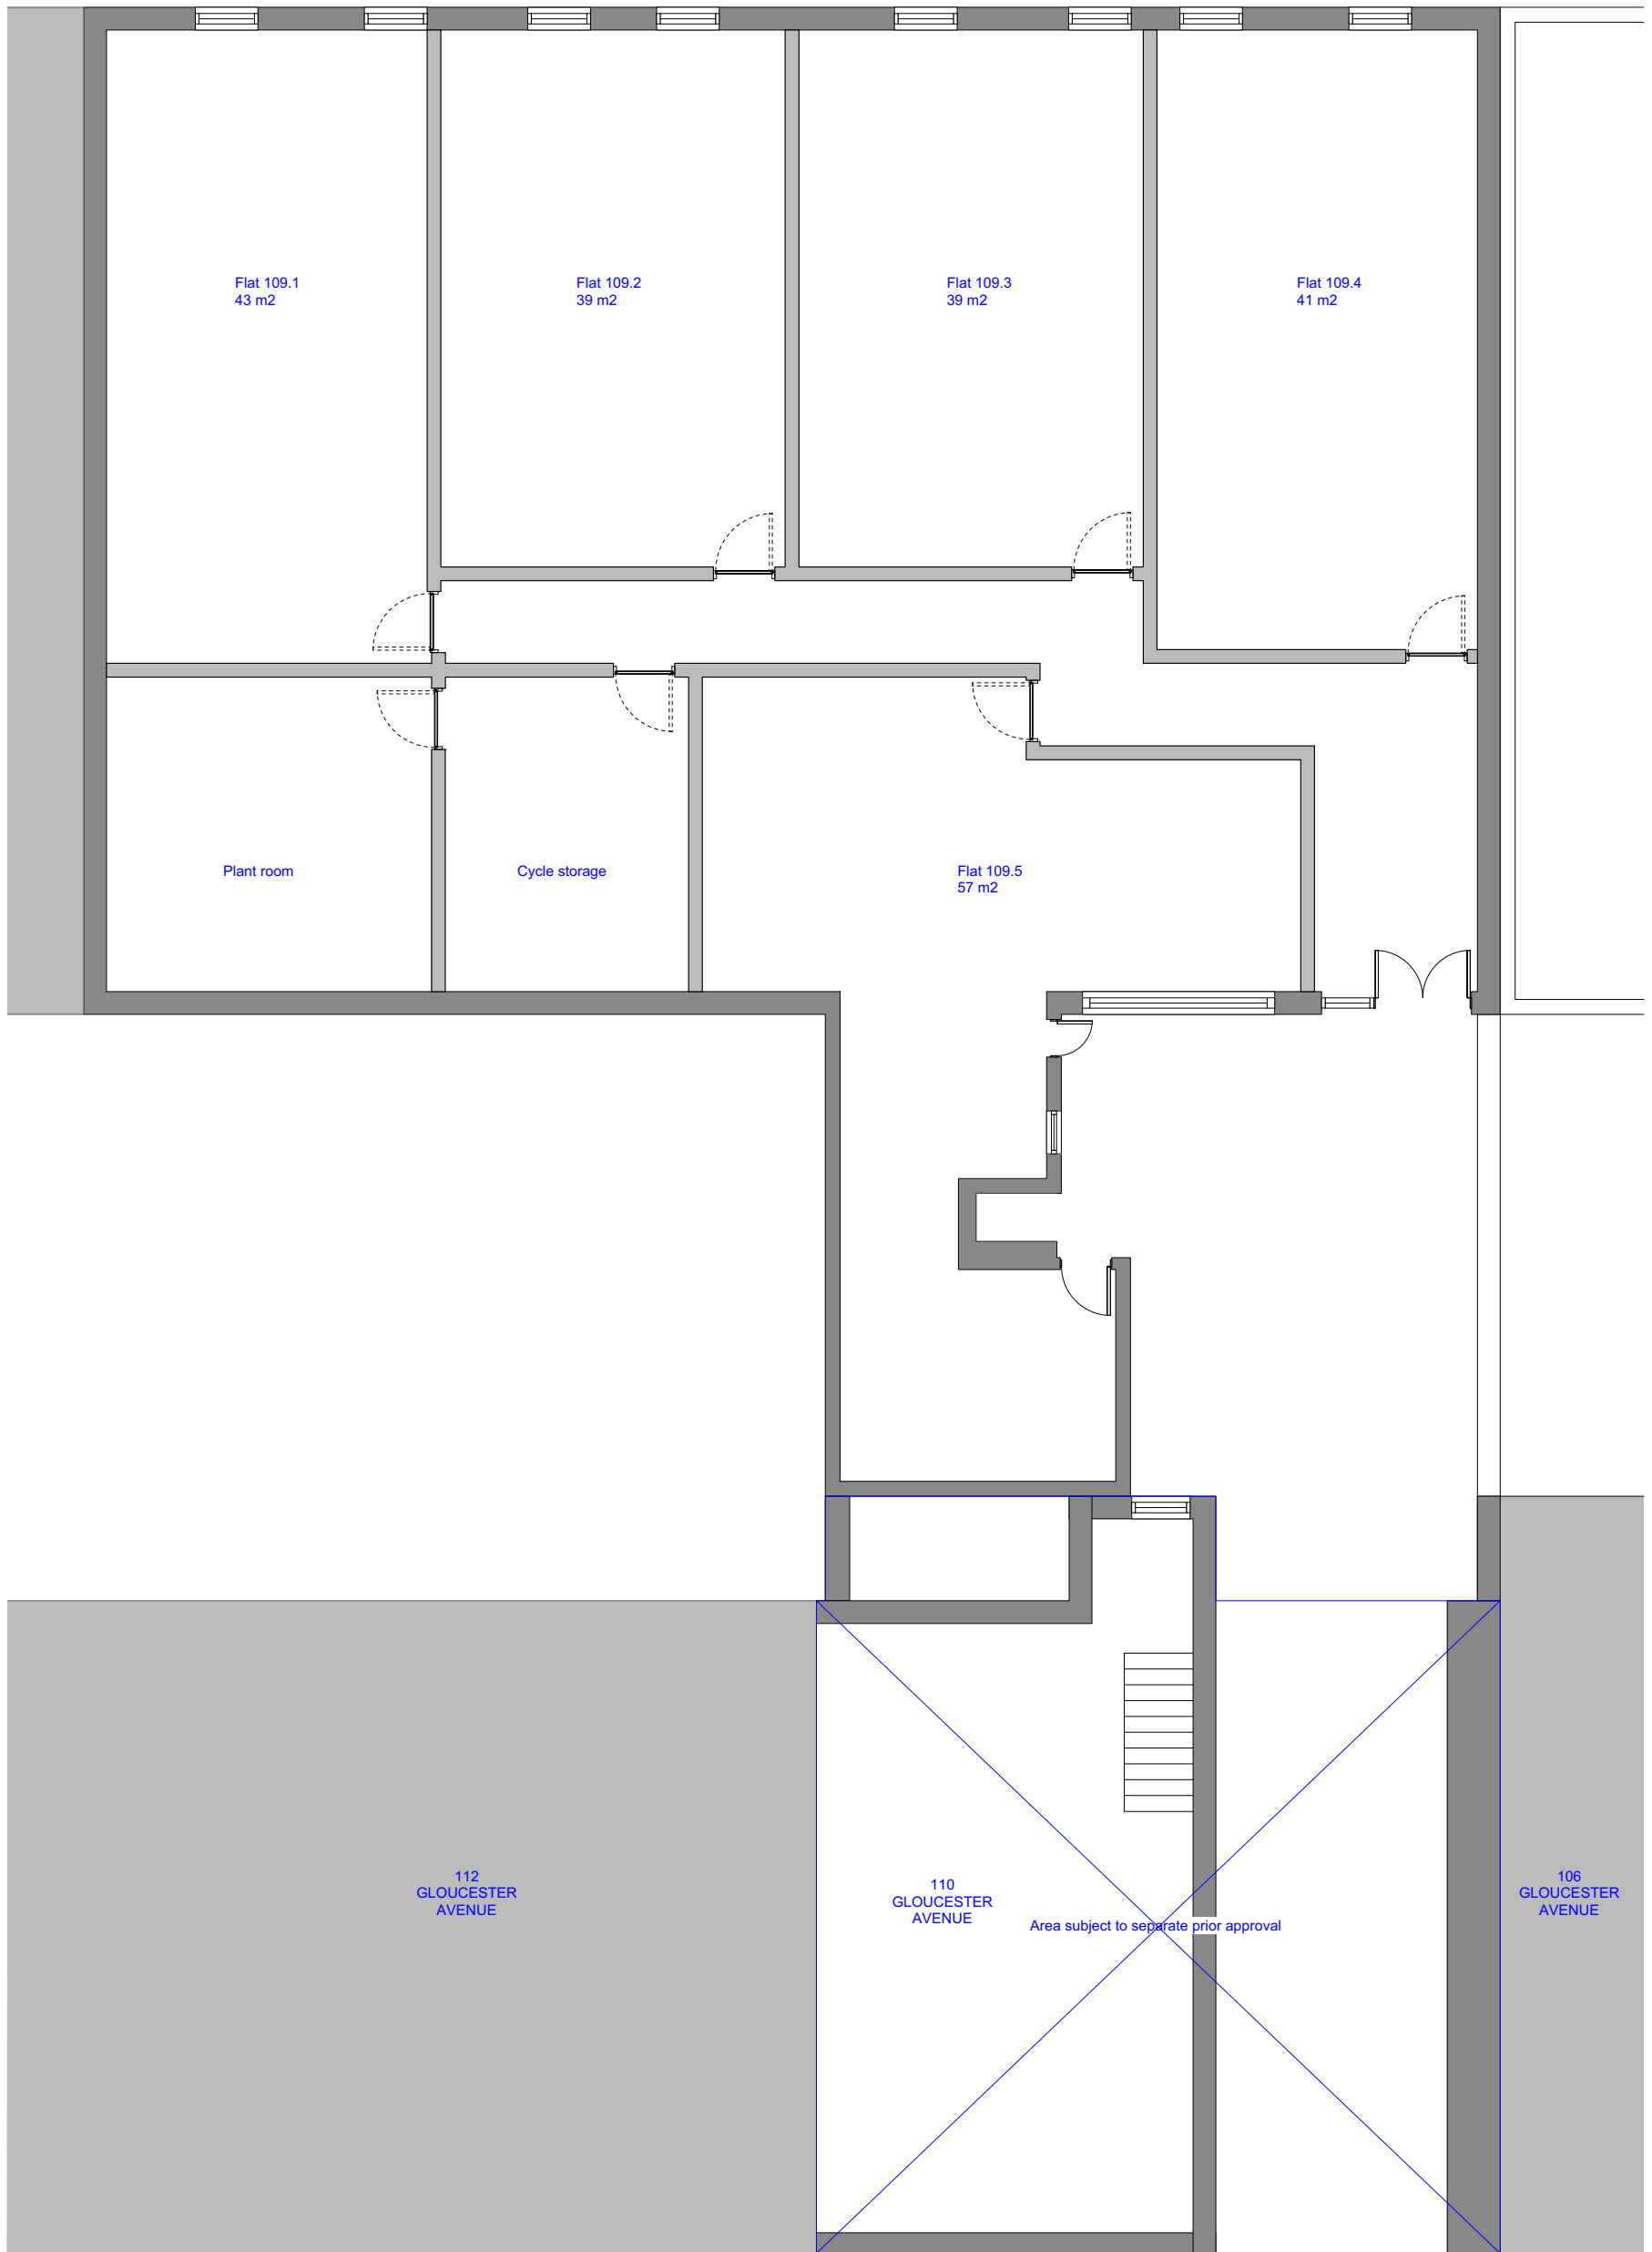 Flat 109.1
43 m2
Flat 109.2
39 m2
Flat 109.3
39 m2
Flat 109.4
41 m2
Plant room
Cycle storage
Flat 109.5
57 m2
112
GLOUCESTER
AVENUE
110
GLOUCESTER
AVENUE
Area subject to separate prior approval
106
GLOUCESTER
AVENUE